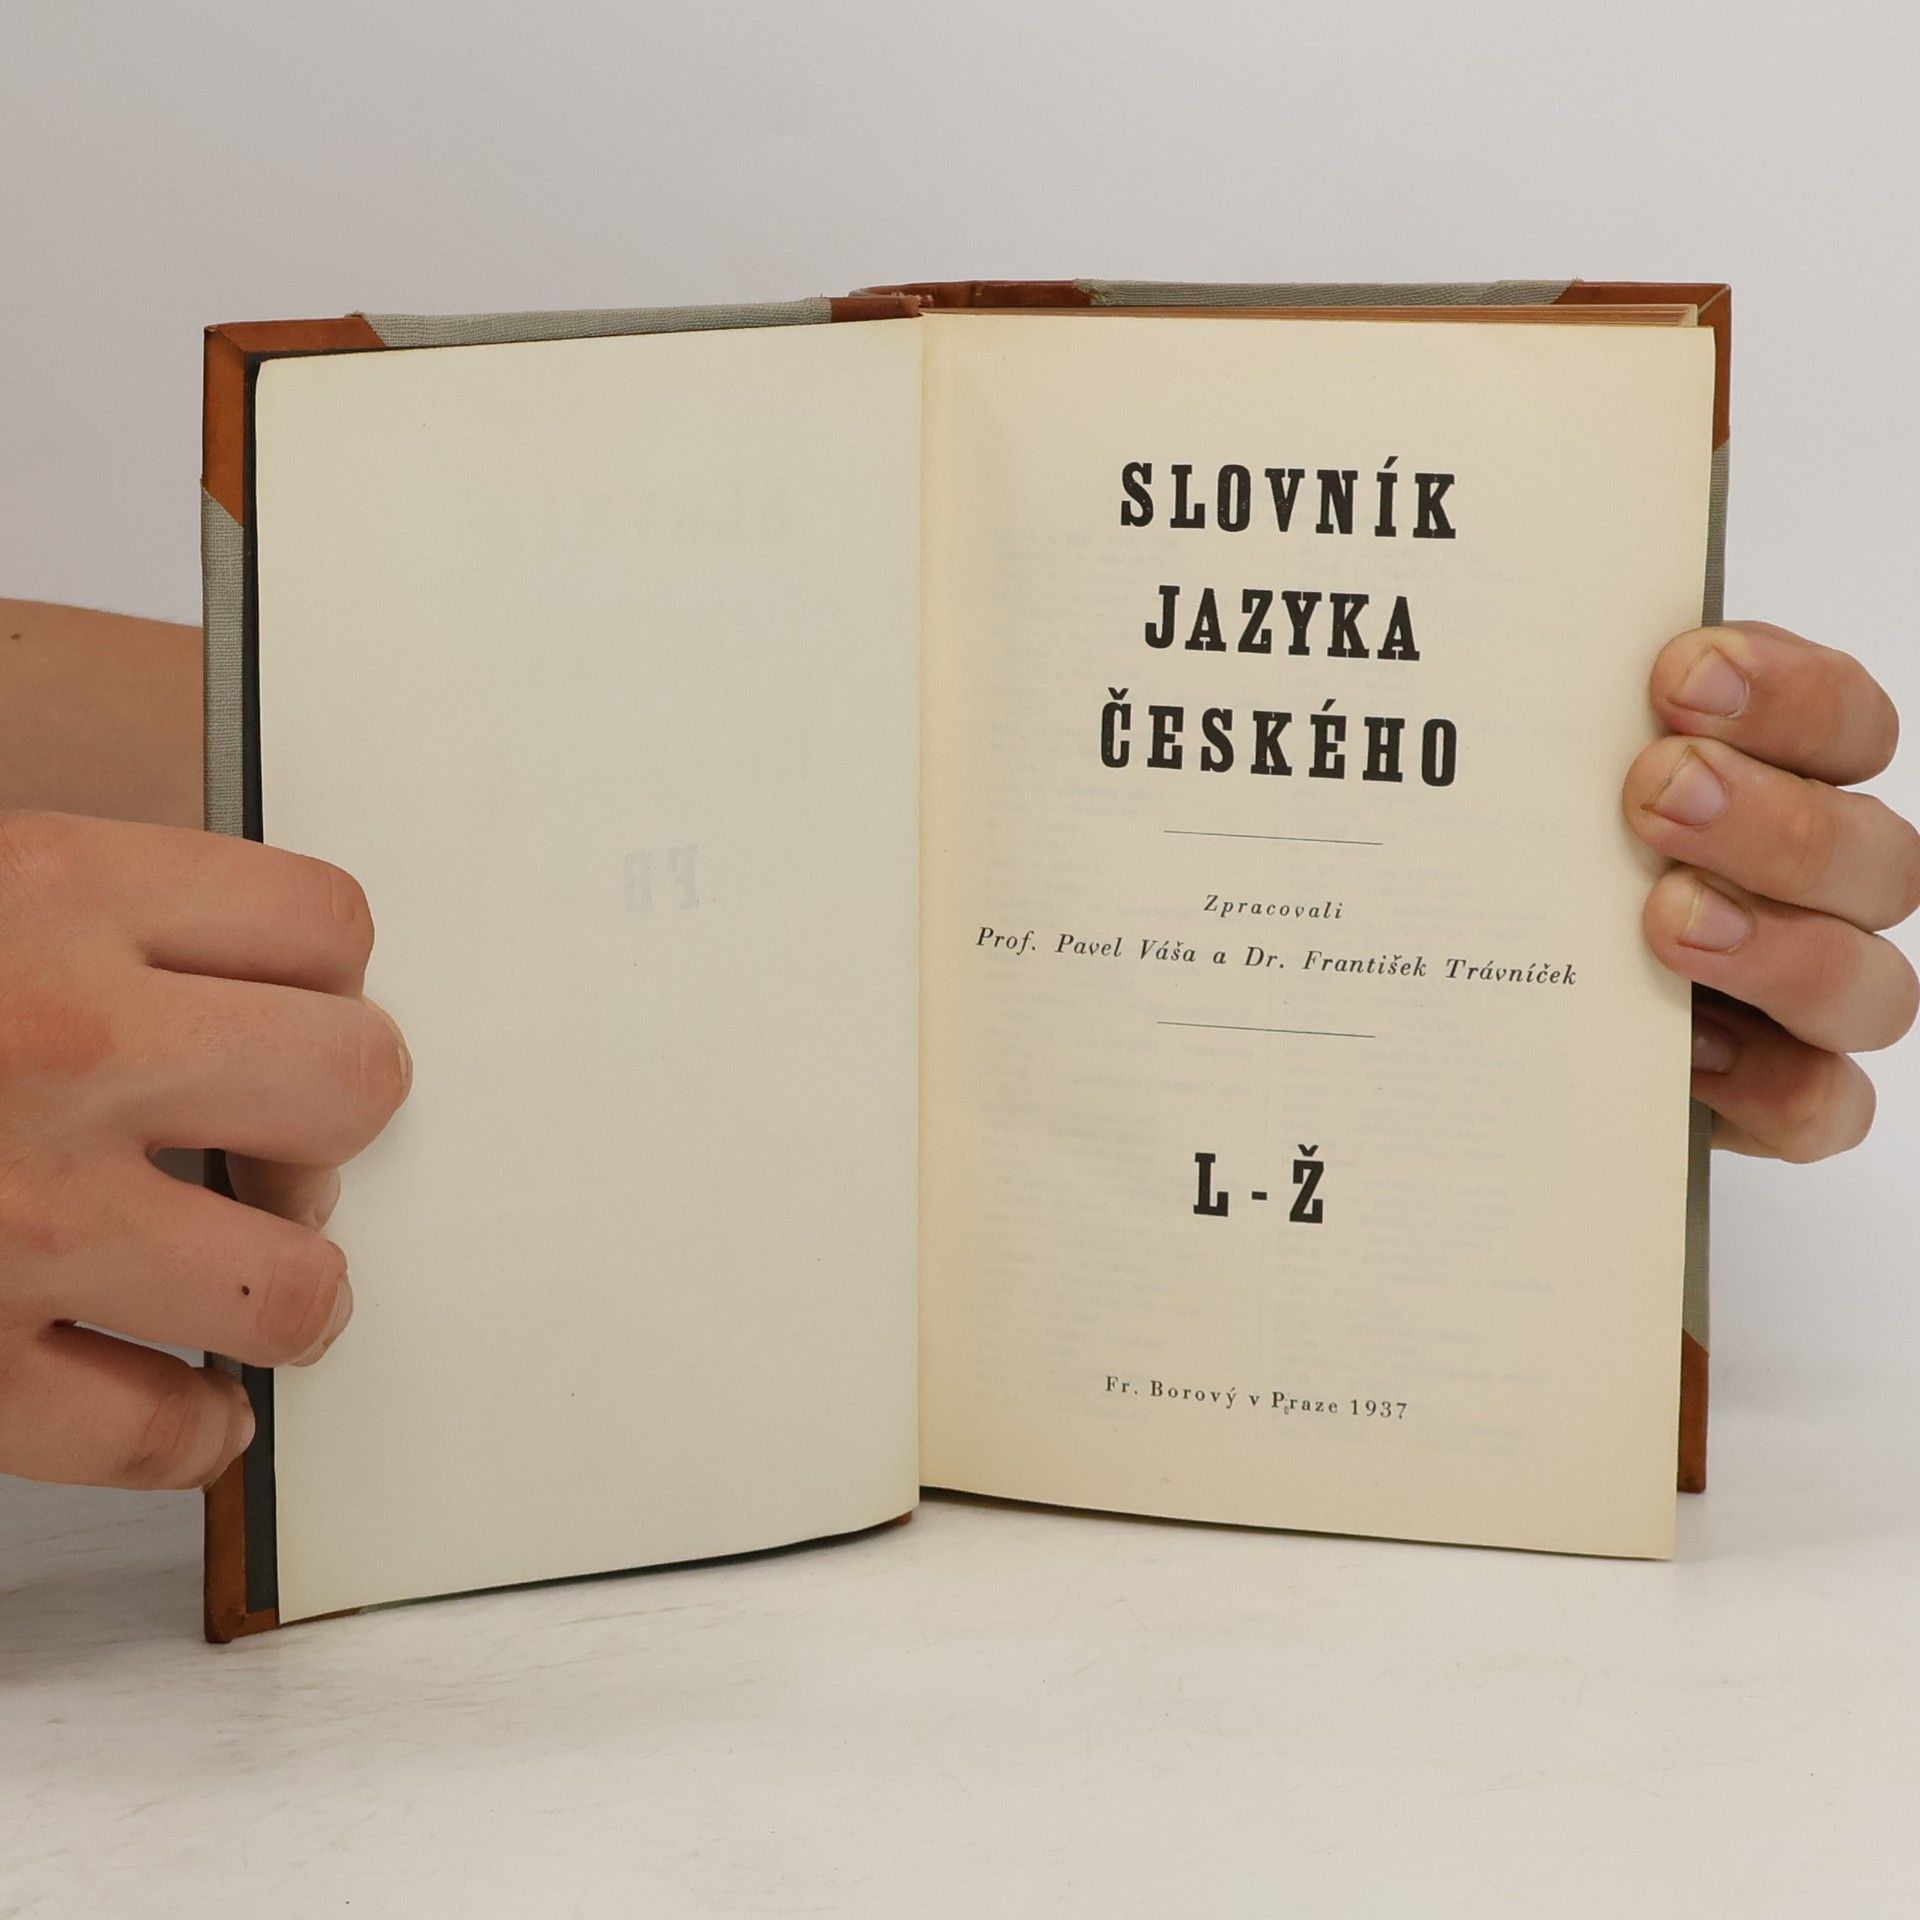 SLOVNÍK
JAZYKA
ČESKÉHO
Zpracovali
Prof. Pavel Váša a Dr. František Trávníček
L - Ž
Fr. Borový v Praze 1937